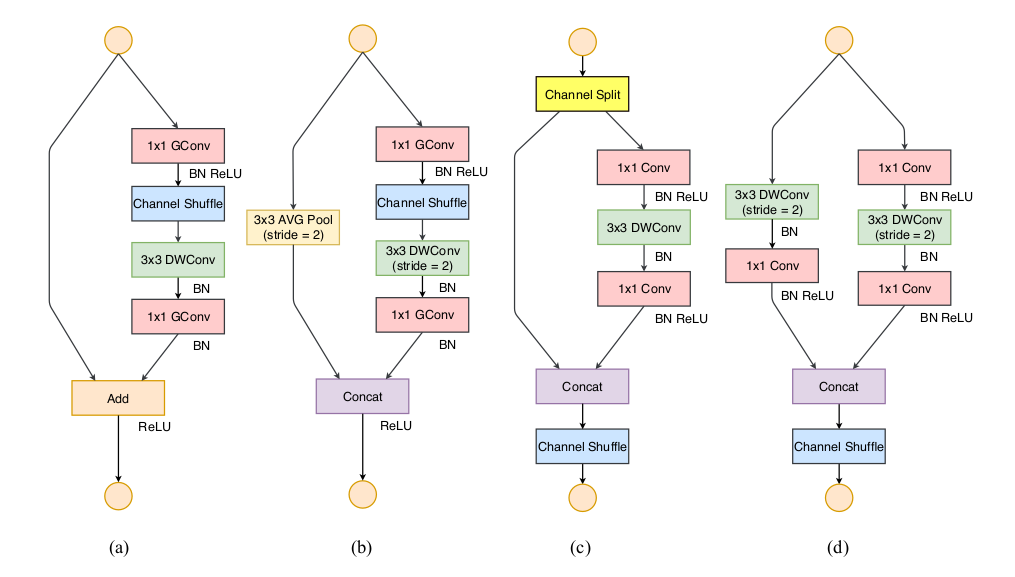 1x1 GConv
BN ReLU
Channel Shuffle
3x3 DWConv
BN
1x1 GConv
BN
Add
ReLU
(a)
1x1 GConv
BN ReLU
Channel Shuffle
3x3 AVG Pool
(stride = 2)
3x3 DWConv
(stride = 2)
BN
1x1 GConv
BN
Concat
ReLU
(b)
Channel Split
1x1 Conv
BN ReLU
3x3 DWConv
BN
1x1 Conv
BN ReLU
Concat
Channel Shuffle
(c)
3x3 DWConv
(stride = 2)
BN
1x1 Conv
BN ReLU
1x1 Conv
BN ReLU
3x3 DWConv
(stride = 2)
BN
1x1 Conv
BN ReLU
Concat
Channel Shuffle
(d)